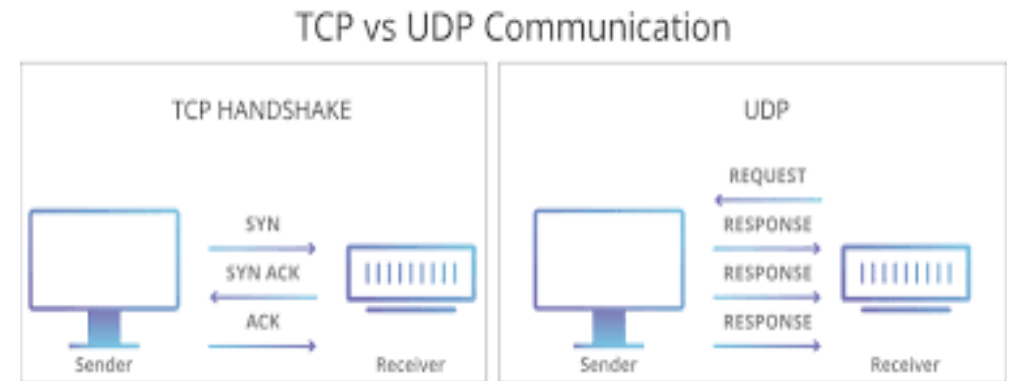 TCP vs UDP Communication
TCP HANDSHAKE
SYN
SYN ACK
ACK
Sender
Receiver
UDP
REQUEST
RESPONSE
RESPONSE
RESPONSE
Sender
Receiver